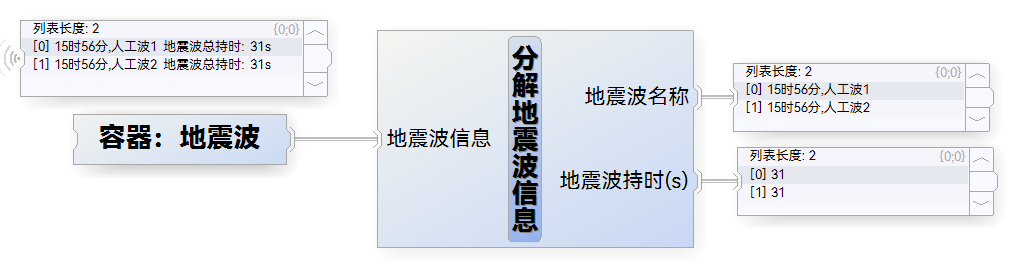 列表长度: 2 {0;0}
[0] 15时56分,人工波1 地震波总持时: 31s
[1] 15时56分,人工波2 地震波总持时: 31s
容器：地震波
地震波信息
分解地震波信息
地震波名称
地震波持时(s)
列表长度: 2 {0;0}
[0] 15时56分,人工波1
[1] 15时56分,人工波2
列表长度: 2 {0;0}
[0] 31
[1] 31